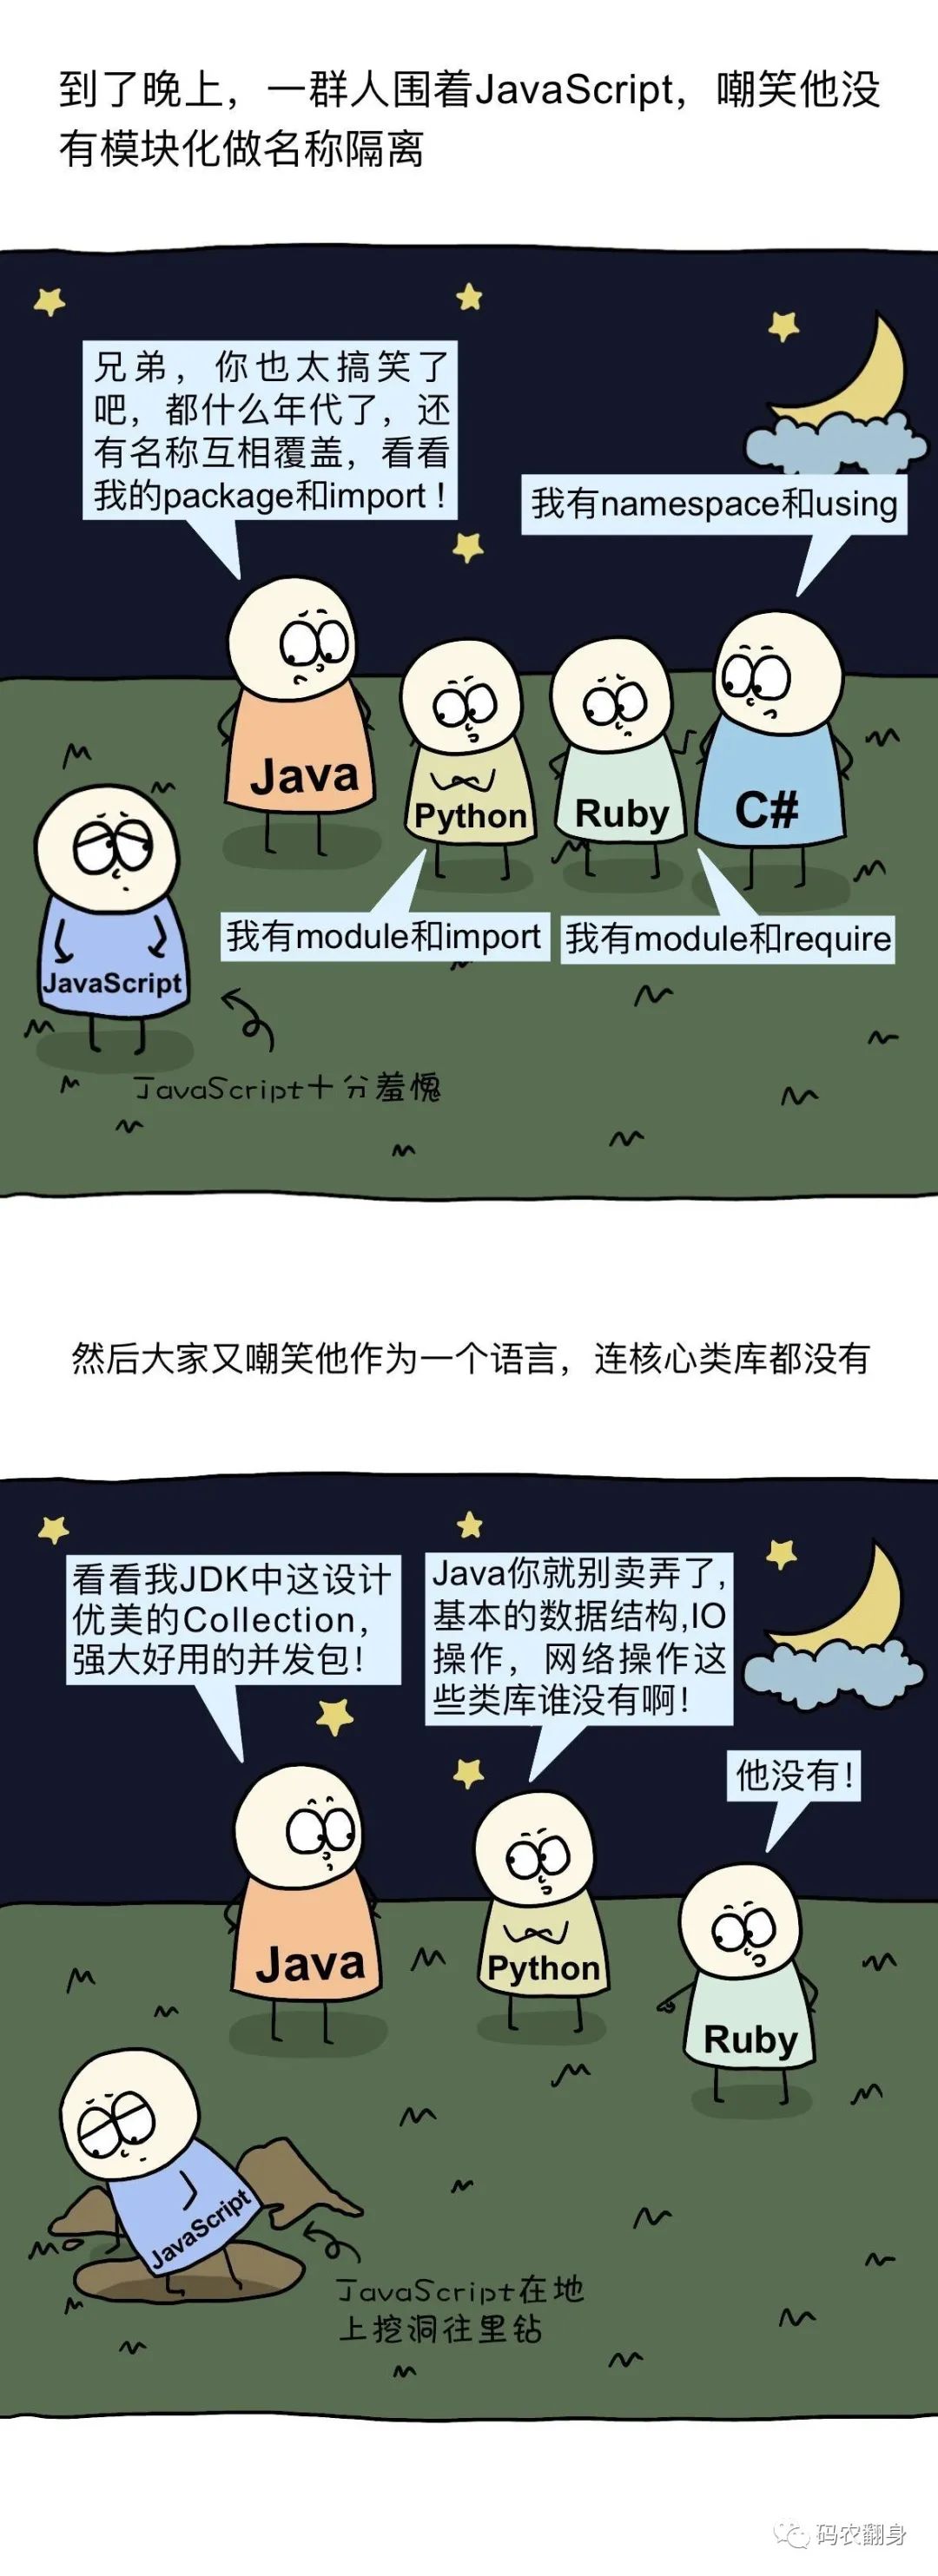 到了晚上，一群人围着JavaScript，嘲笑他没
有模块化做名称隔离
兄弟，你也太搞笑了
吧，都什么年代了，还
有名称互相覆盖，看看
我的package和import！
我有namespace和using
Java
Python
Ruby
C#
JavaScript
我有module和import
我有module和require
JavaScript十分羞愧
然后大家又嘲笑他作为一个语言，连核心类库都没有
看看我JDK中这设计
优美的Collection，
强大好用的并发包！
Java你就别卖弄了，
基本的数据结构,IO
操作，网络操作这
些类库谁没有啊！
他没有！
Java
Python
Ruby
JavaScript
JavaScript在地
上挖洞往里钻
码农翻身